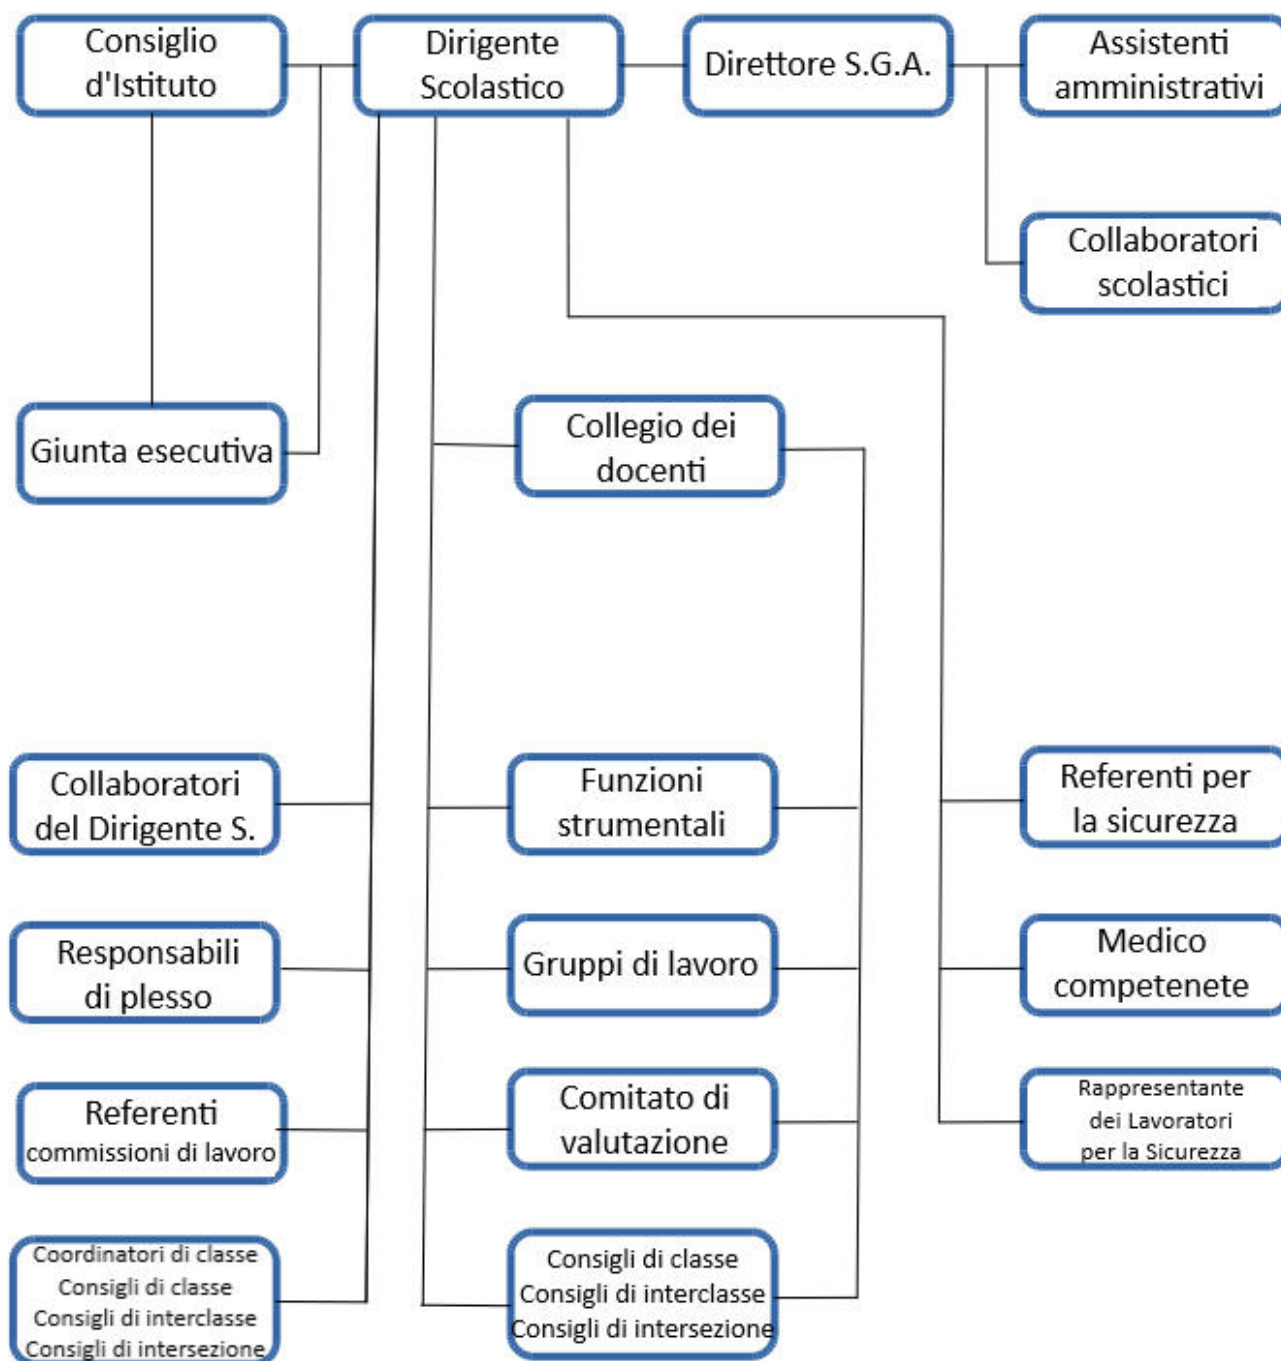 Consiglio
d'Istituto
Dirigente
Scolastico
Direttore S.G.A.
Assistenti
amministrativi
Collaboratori
scolastici
Giunta esecutiva
Collegio dei
docenti
Collaboratori
del Dirigente S.
Funzioni
strumentali
Referenti per
la sicurezza
Responsabili
di plesso
Gruppi di lavoro
Medico
competenete
Referenti
commissioni di lavoro
Comitato di
valutazione
Rappresentante
dei Lavoratori
per la Sicurezza
Coordinatori di classe
Consigli di classe
Consigli di interclasse
Consigli di intersezione
Consigli di classe
Consigli di interclasse
Consigli di intersezione